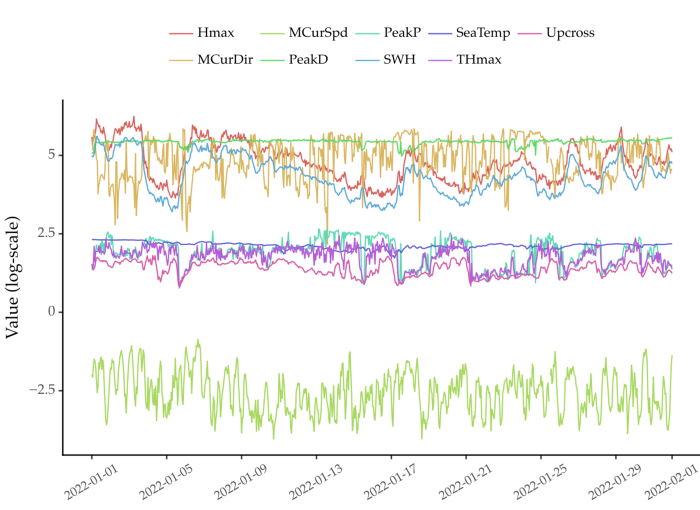 Hmax MCurSpd PeakP SeaTemp Upcross
MCurDir PeakD SWH THmax
Value (log-scale)
5
2.5
0
−2.5
2022-01-01 2022-01-05 2022-01-09 2022-01-13 2022-01-17 2022-01-21 2022-01-25 2022-01-29 2022-02-01